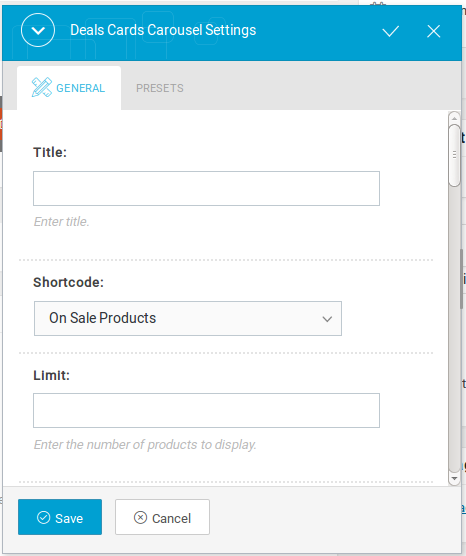 Deals Cards Carousel Settings
GENERAL
PRESETS
Title:
Enter title.
Shortcode:
On Sale Products
Limit:
Enter the number of products to display.
Save
Cancel